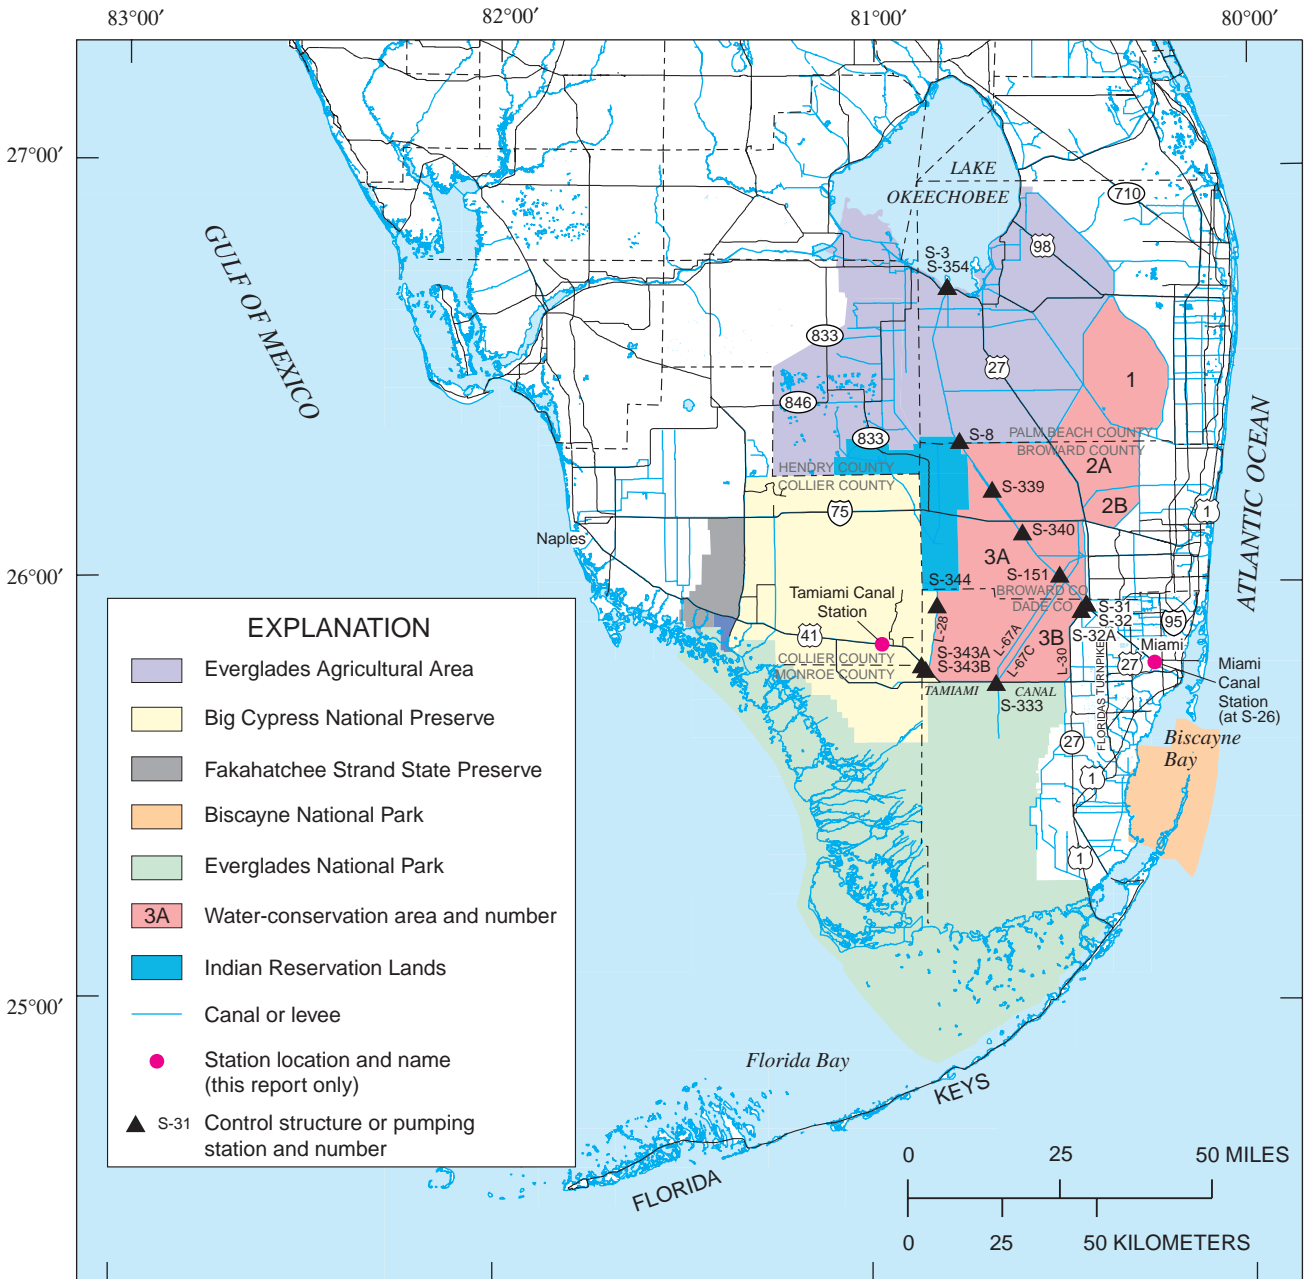 83°00′
82°00′
81°00′
80°00′
27°00′
26°00′
25°00′
GULF OF MEXICO
ATLANTIC OCEAN
LAKE
OKEECHOBEE
710
98
S-3
S-354
833
27
846
833
1
S-8
PALM BEACH COUNTY
BROWARD COUNTY
2A
HENDRY COUNTY
COLLIER COUNTY
S-339
2B
75
1
S-340
Naples
3A
S-151
S-344
BROWARD CO
DADE CO
Tamiami Canal
Station
S-31
S-32
S-32A
95
41
L-28
L-67A
L-67C
3B
L-30
Miami
27
COLLIER COUNTY
MONROE COUNTY
S-343A
S-343B
TAMIAMI
CANAL
S-333
FLORIDAS TURNPIKE
Miami
Canal
Station
(at S-26)
27
Biscayne
Bay
1
1
Florida Bay
FLORIDA
KEYS
EXPLANATION
Everglades Agricultural Area
Big Cypress National Preserve
Fakahatchee Strand State Preserve
Biscayne National Park
Everglades National Park
3A Water-conservation area and number
Indian Reservation Lands
Canal or levee
Station location and name
(this report only)
S-31 Control structure or pumping
station and number
0 25 50 MILES
0 25 50 KILOMETERS